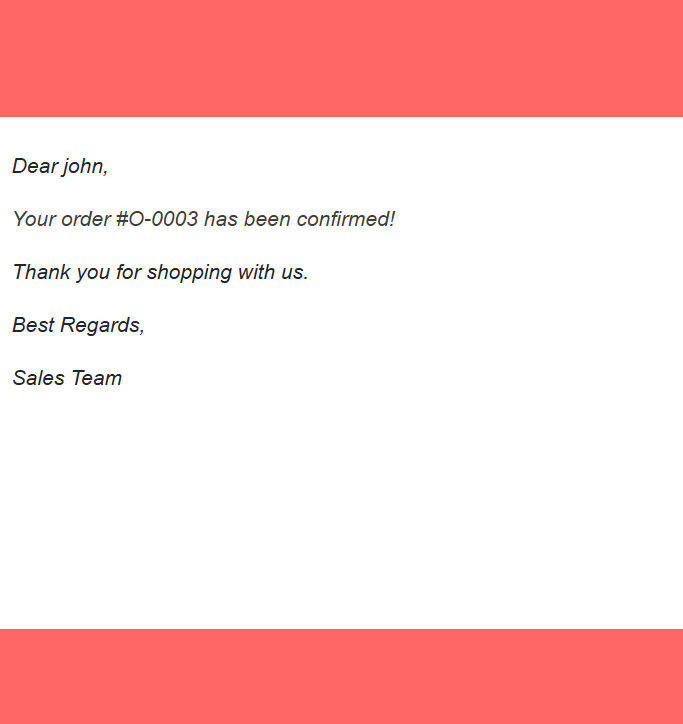 Dear john,
Your order #O-0003 has been confirmed!
Thank you for shopping with us.
Best Regards,
Sales Team